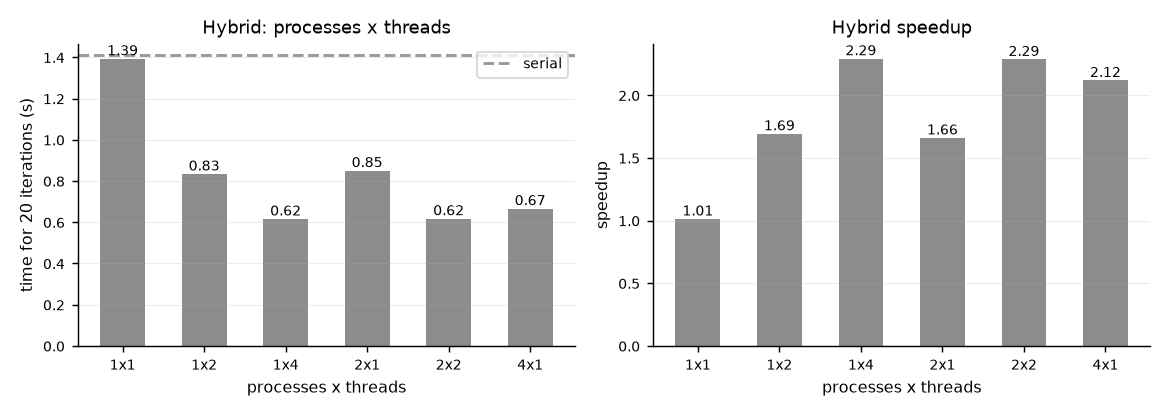 Hybrid: processes x threads
time for 20 iterations (s)
1.4
1.2
1.0
0.8
0.6
0.4
0.2
0.0
1.39
0.83
0.62
0.85
0.62
0.67
serial
1x1 1x2 1x4 2x1 2x2 4x1
processes x threads
Hybrid speedup
speedup
2.0
1.5
1.0
0.5
0.0
1.01
1.69
2.29
1.66
2.29
2.12
1x1 1x2 1x4 2x1 2x2 4x1
processes x threads